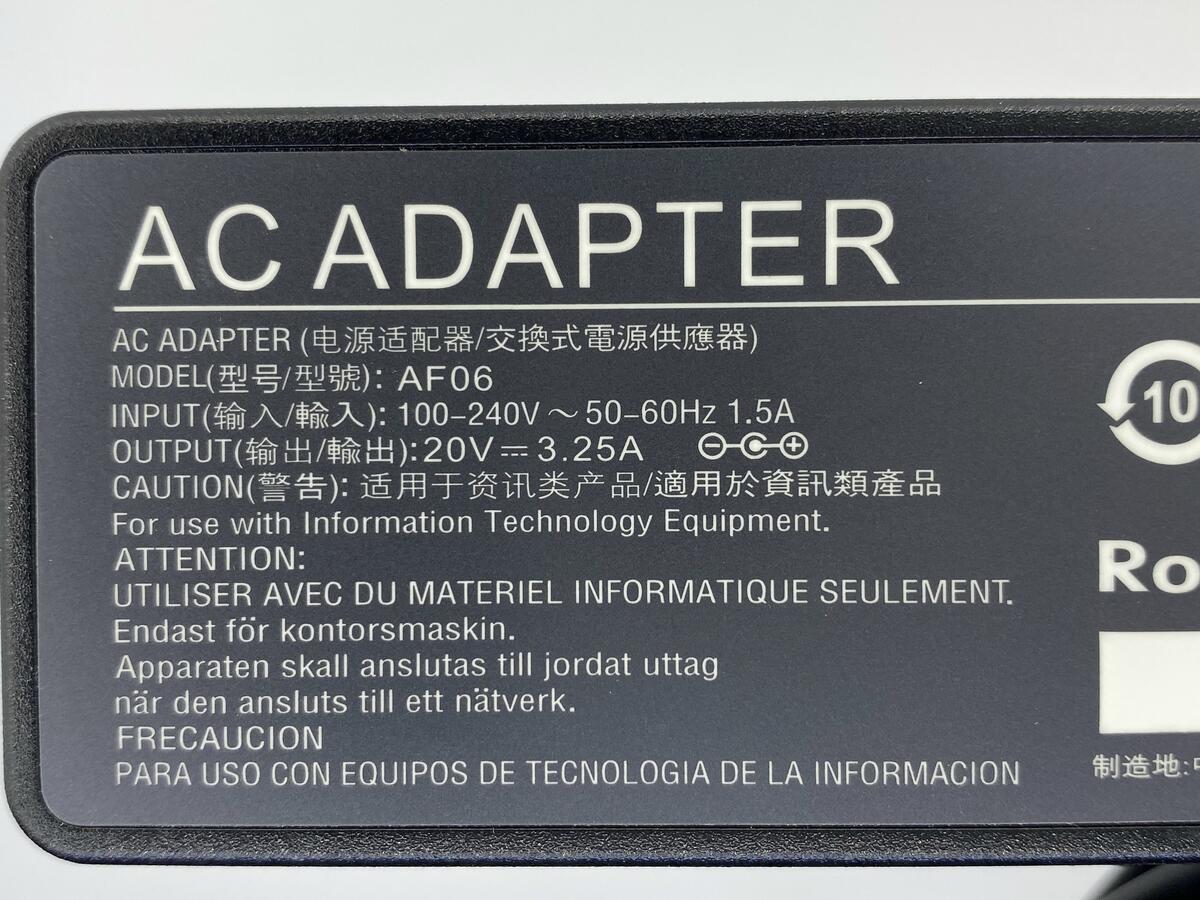 AC ADAPTER
AC ADAPTER (电源适配器/交換式電源供應器)
MODEL(型号/型號): AF06
INPUT(输入/輸入): 100-240V ~ 50-60Hz 1.5A
OUTPUT(输出/輸出):20V⎓3.25A
CAUTION(警告): 适用于资讯类产品/適用於資訊類產品
For use with Information Technology Equipment.
ATTENTION:
UTILISER AVEC DU MATERIEL INFORMATIQUE SEULEMENT.
Endast för kontorsmaskin.
Apparaten skall anslutas till jordat uttag
när den ansluts till ett nätverk.
FRECAUCION
PARA USO CON EQUIPOS DE TECNOLOGIA DE LA INFORMACION
10
Ro
制造地: